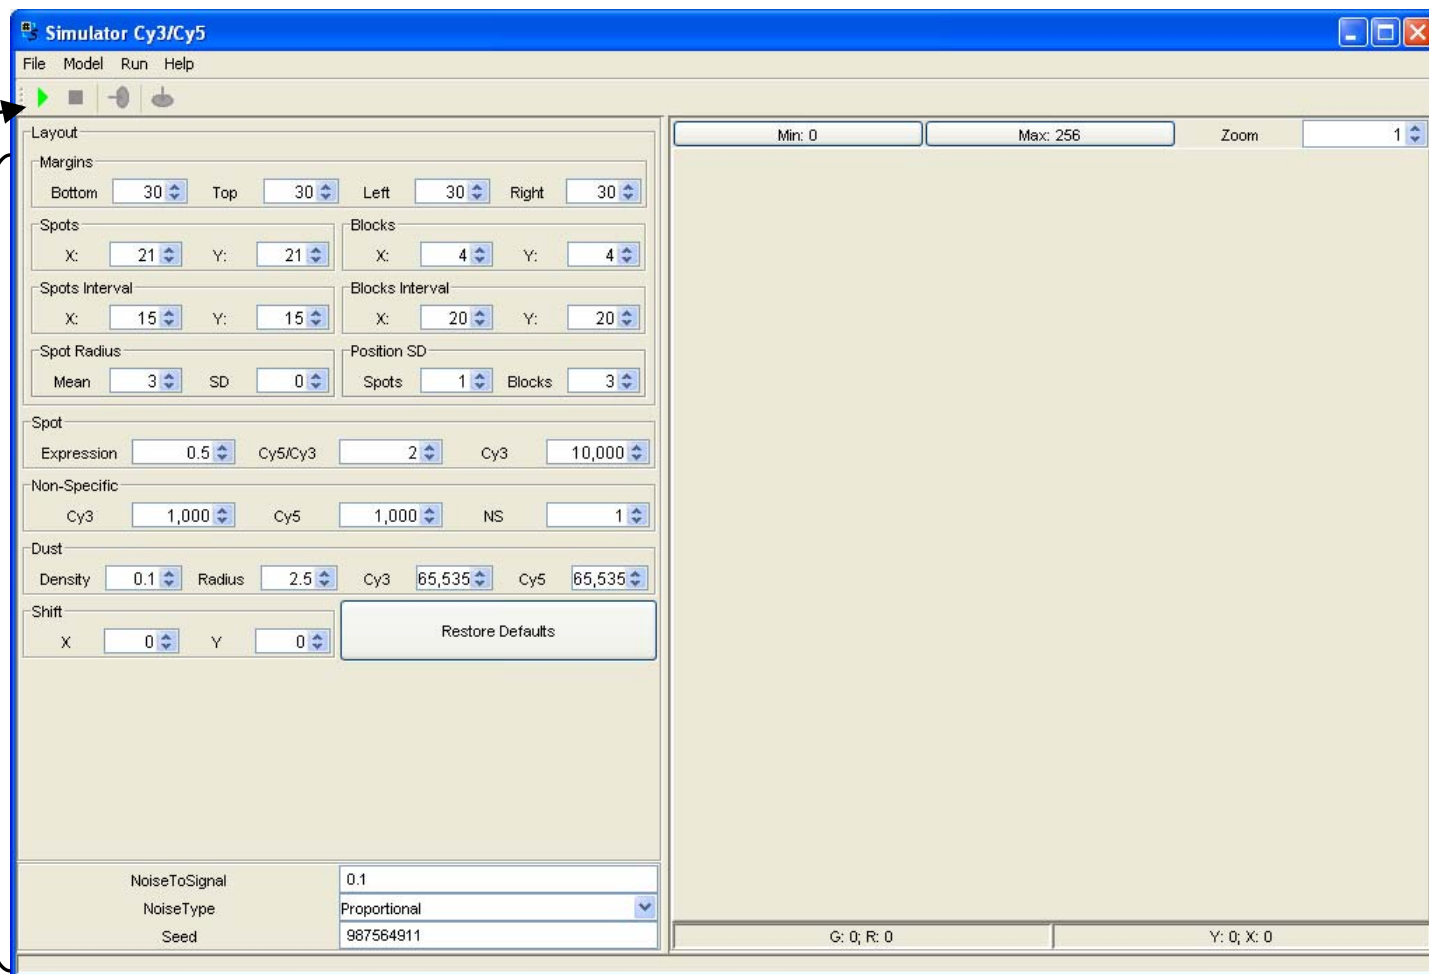 Simulator Cy3/Cy5
File Model Run Help
Layout
Min: 0 Max: 256 Zoom 1
Margins
Bottom 30 Top 30 Left 30 Right 30
Spots Blocks
X: 21 Y: 21 X: 4 Y: 4
Spots Interval Blocks Interval
X: 15 Y: 15 X: 20 Y: 20
Spot Radius Position SD
Mean 3 SD 0 Spots 1 Blocks 3
Spot
Expression 0.5 Cy5/Cy3 2 Cy3 10,000
Non-Specific
Cy3 1,000 Cy5 1,000 NS 1
Dust
Density 0.1 Radius 2.5 Cy3 65,535 Cy5 65,535
Shift
X 0 Y 0 Restore Defaults
NoiseToSignal 0.1
NoiseType Proportional
Seed 987564911
G: 0; R: 0 Y: 0; X: 0